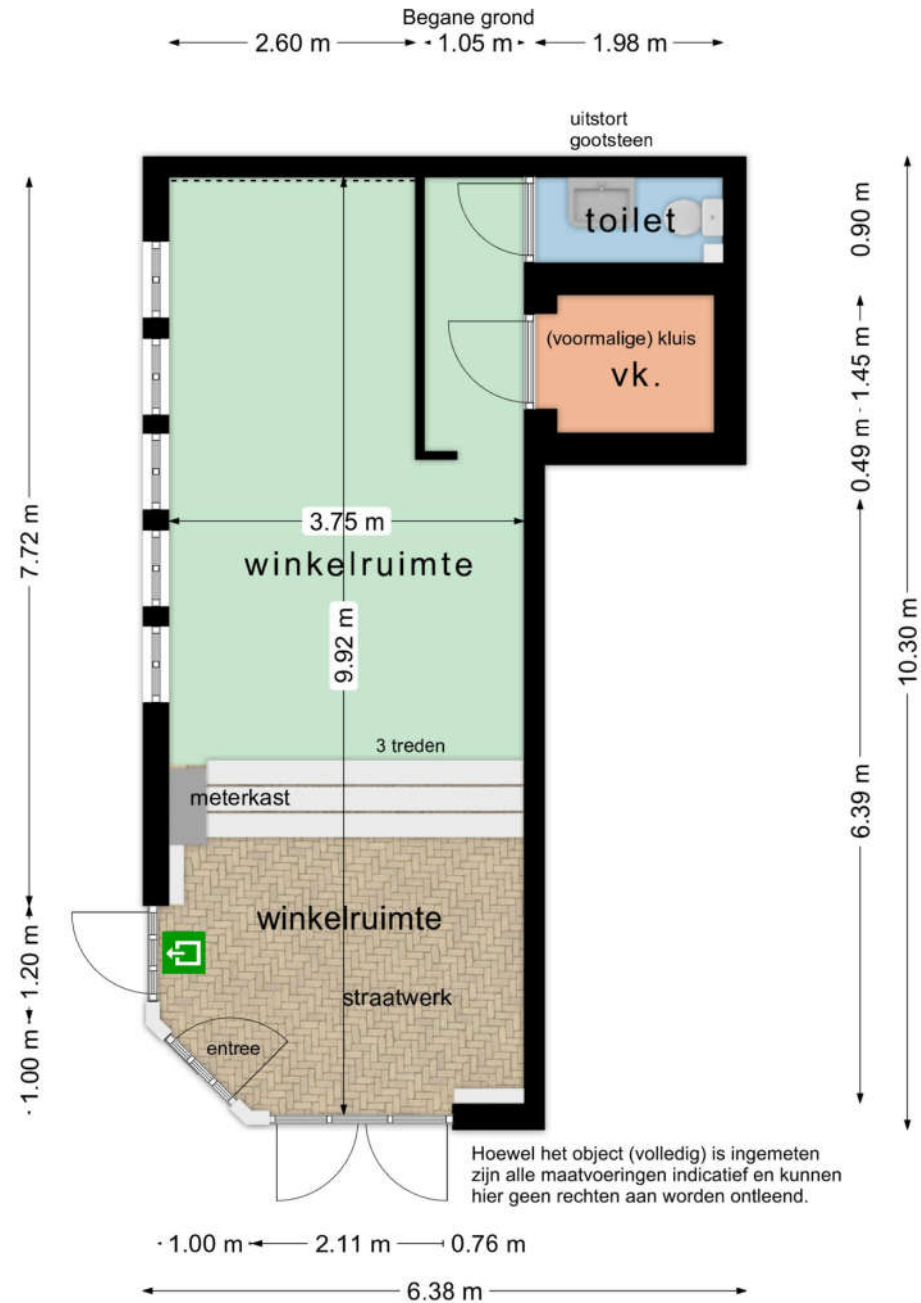 Begane grond
2.60 m
1.05 m
1.98 m
uitstort
gootsteen
toilet
0.90 m
(voormalige) kluis
vk.
1.45 m
0.49 m
3.75 m
winkelruimte
7.72 m
9.92 m
10.30 m
3 treden
meterkast
6.39 m
winkelruimte
1.20 m
straatwerk
entree
1.00 m
Hoewel het object (volledig) is ingemeten
zijn alle maatvoeringen indicatief en kunnen
hier geen rechten aan worden ontleend.
1.00 m
2.11 m
0.76 m
6.38 m